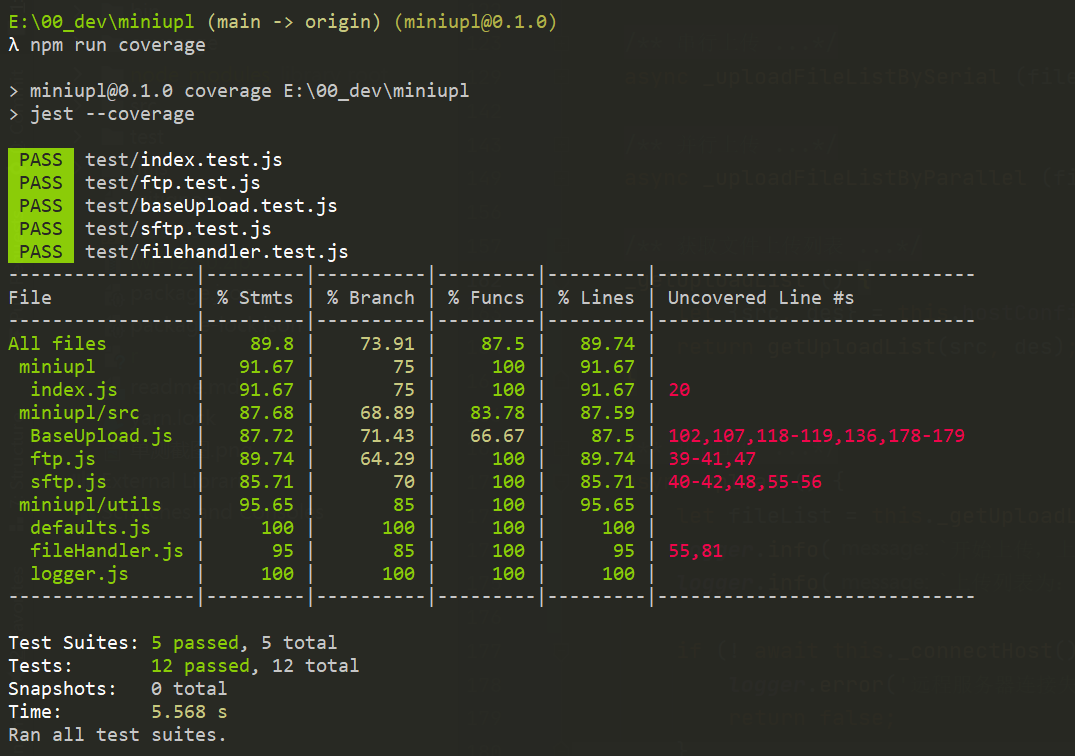 E:\00_dev\miniupl (main -> origin) (miniupl@0.1.0)
λ npm run coverage
> miniupl@0.1.0 coverage E:\00_dev\miniupl
> jest --coverage
PASS test/index.test.js
PASS test/ftp.test.js
PASS test/baseUpload.test.js
PASS test/sftp.test.js
PASS test/filehandler.test.js
-----------------|---------|----------|---------|---------|-----------------------------
File             | % Stmts | % Branch | % Funcs | % Lines | Uncovered Line #s
-----------------|---------|----------|---------|---------|-----------------------------
All files        |    89.8 |    73.91 |    87.5 |   89.74 |
 miniupl         |   91.67 |       75 |     100 |   91.67 |
  index.js       |   91.67 |       75 |     100 |   91.67 | 20
 miniupl/src     |   87.68 |    68.89 |   83.78 |   87.59 |
  BaseUpload.js  |   87.72 |    71.43 |   66.67 |    87.5 | 102,107,118-119,136,178-179
  ftp.js         |   89.74 |    64.29 |     100 |   89.74 | 39-41,47
  sftp.js        |   85.71 |       70 |     100 |   85.71 | 40-42,48,55-56
 miniupl/utils   |   95.65 |       85 |     100 |   95.65 |
  defaults.js    |     100 |      100 |     100 |     100 |
  fileHandler.js |      95 |       85 |     100 |      95 | 55,81
  logger.js      |     100 |      100 |     100 |     100 |
-----------------|---------|----------|---------|---------|-----------------------------
Test Suites: 5 passed, 5 total
Tests:       12 passed, 12 total
Snapshots:   0 total
Time:        5.568 s
Ran all test suites.